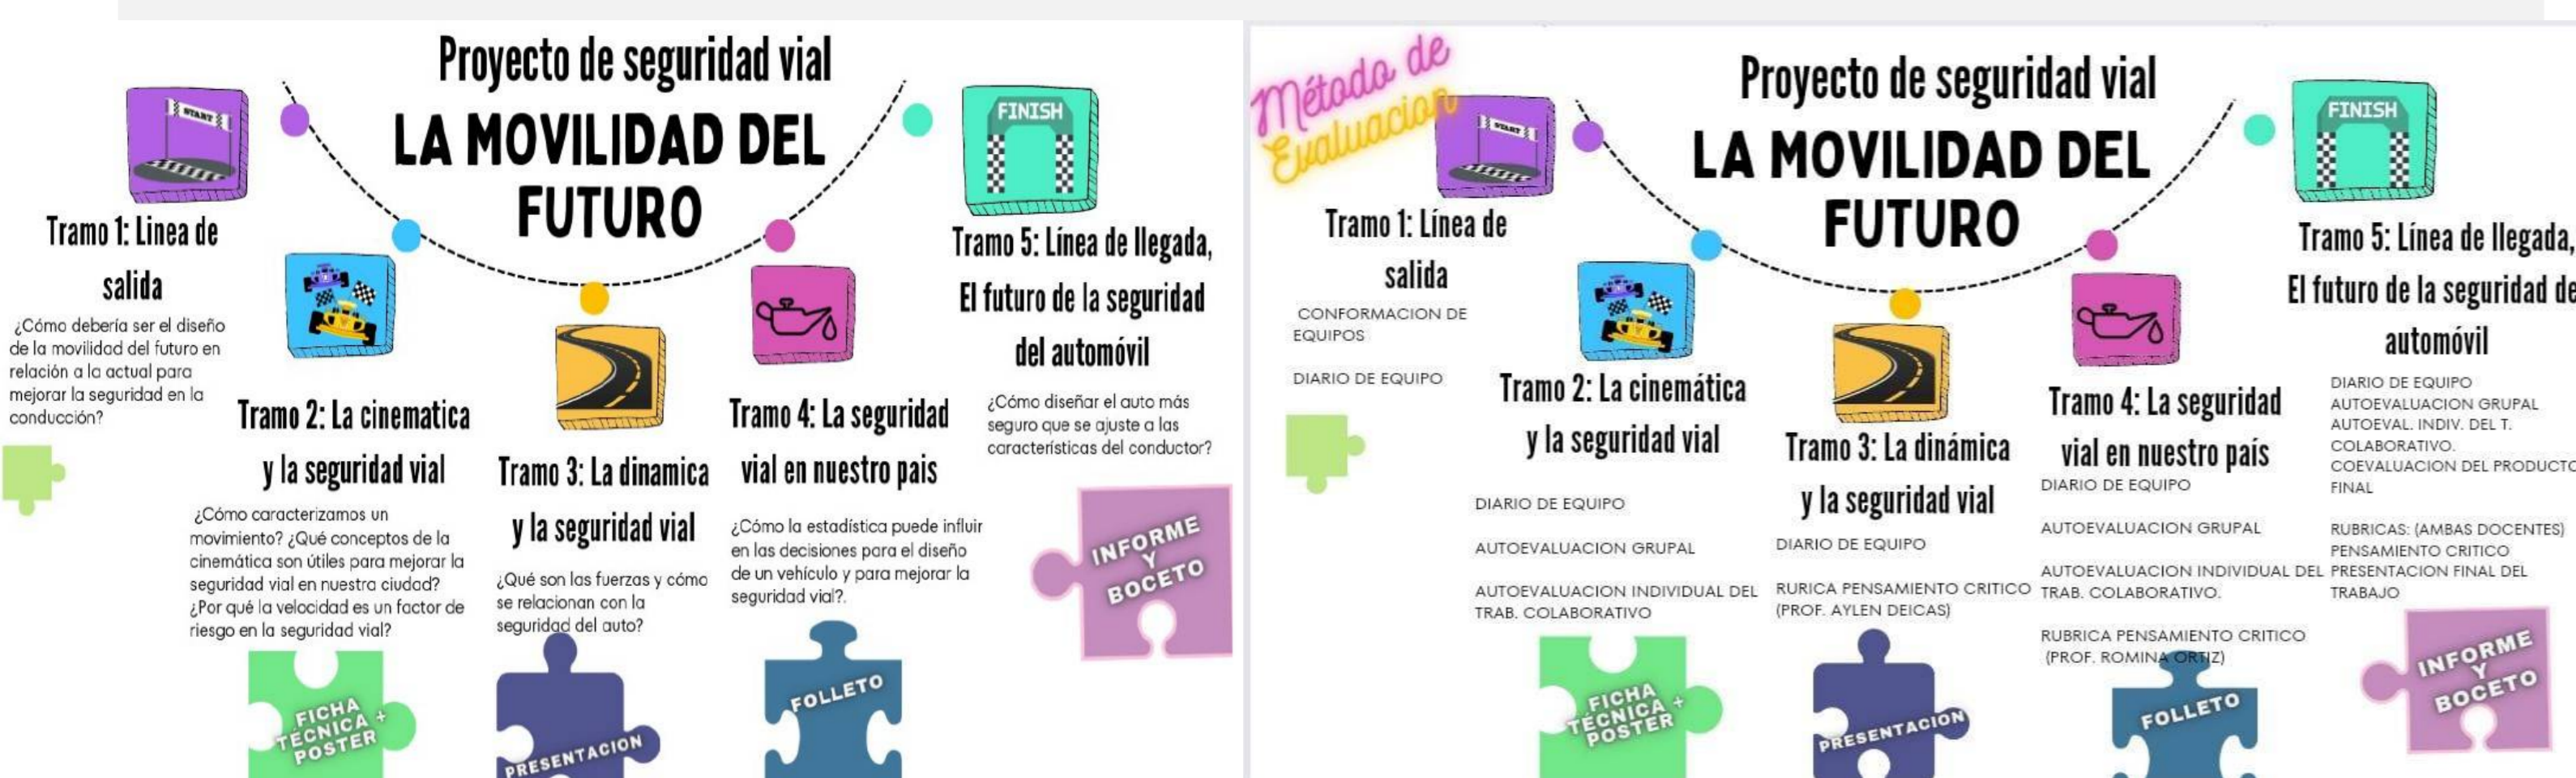 Proyecto de seguridad vial
LA MOVILIDAD DEL
FUTURO
START
Tramo 1: Linea de
salida
¿Cómo debería ser el diseño
de la movilidad del futuro en
relación a la actual para
mejorar la seguridad en la
conducción?
Tramo 2: La cinematica
y la seguridad vial
¿Cómo caracterizamos un
movimiento? ¿Qué conceptos de la
cinemática son útiles para mejorar la
seguridad vial en nuestra ciudad?
¿Por qué la velocidad es un factor de
riesgo en la seguridad vial?
FICHA
TÉCNICA +
POSTER
Tramo 3: La dinamica
y la seguridad vial
¿Qué son las fuerzas y cómo
se relacionan con la
seguridad del auto?
PRESENTACION
Tramo 4: La seguridad
vial en nuestro pais
¿Cómo la estadística puede influir
en las decisiones para el diseño
de un vehículo y para mejorar la
seguridad vial?.
FOLLETO
FINISH
Tramo 5: Línea de llegada,
El futuro de la seguridad
del automóvil
¿Cómo diseñar el auto más
seguro que se ajuste a las
características del conductor?
INFORME
Y
BOCETO
Método de
Evaluacion
Proyecto de seguridad vial
LA MOVILIDAD DEL
FUTURO
START
Tramo 1: Línea de
salida
CONFORMACION DE
EQUIPOS
DIARIO DE EQUIPO
Tramo 2: La cinemática
y la seguridad vial
DIARIO DE EQUIPO
AUTOEVALUACION GRUPAL
AUTOEVALUACION INDIVIDUAL DEL
TRAB. COLABORATIVO
FICHA
TÉCNICA +
POSTER
Tramo 3: La dinámica
y la seguridad vial
DIARIO DE EQUIPO
RURICA PENSAMIENTO CRITICO
(PROF. AYLEN DEICAS)
PRESENTACION
Tramo 4: La seguridad
vial en nuestro país
DIARIO DE EQUIPO
AUTOEVALUACION GRUPAL
AUTOEVALUACION INDIVIDUAL DEL
TRAB. COLABORATIVO.
RUBRICA PENSAMIENTO CRITICO
(PROF. ROMINA ORTIZ)
FOLLETO
FINISH
Tramo 5: Línea de llegada,
El futuro de la seguridad de
automóvil
DIARIO DE EQUIPO
AUTOEVALUACION GRUPAL
AUTOEVAL. INDIV. DEL T.
COLABORATIVO.
COEVALUACION DEL PRODUCTO
FINAL
RUBRICAS: (AMBAS DOCENTES)
PENSAMIENTO CRITICO
PRESENTACION FINAL DEL
TRABAJO
INFORME
Y
BOCETO